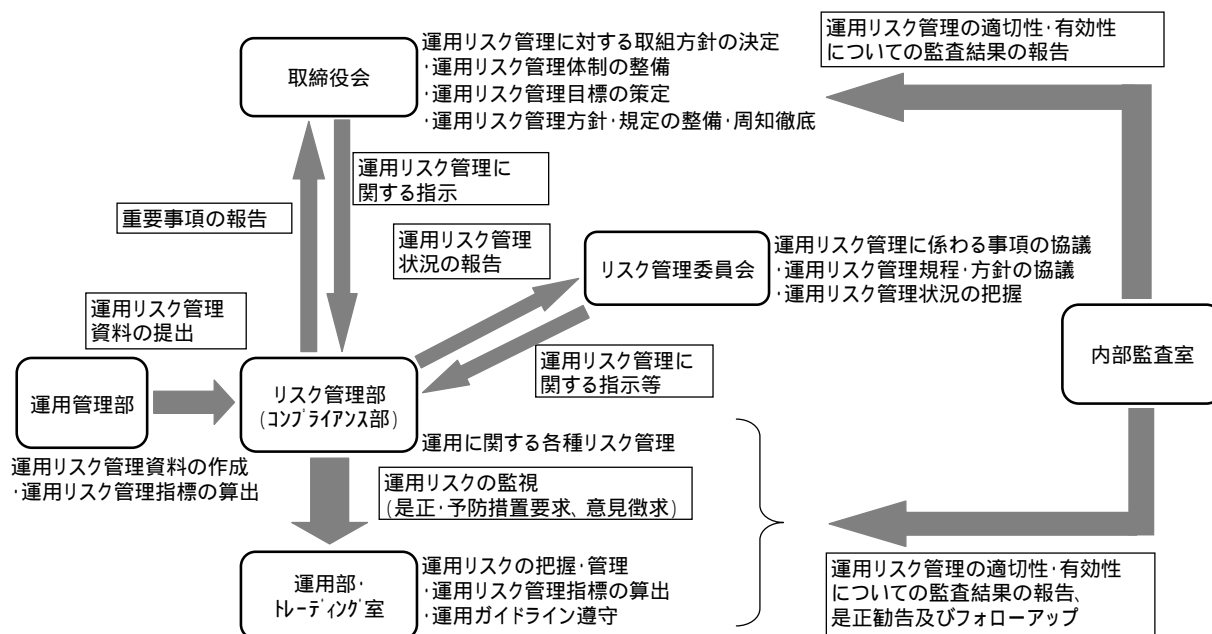 運用リスク管理に対する取組方針の決定
・運用リスク管理体制の整備
・運用リスク管理目標の策定
・運用リスク管理方針・規定の整備・周知徹底
取締役会
運用リスク管理の適切性・有効性
についての監査結果の報告
運用リスク管理に
関する指示
重要事項の報告
運用リスク管理
状況の報告
リスク管理委員会
運用リスク管理に係わる事項の協議
・運用リスク管理規程・方針の協議
・運用リスク管理状況の把握
運用リスク管理
資料の提出
運用リスク管理に
関する指示等
内部監査室
運用管理部
リスク管理部
(コンプライアンス部)
運用に関する各種リスク管理
運用リスク管理資料の作成
・運用リスク管理指標の算出
運用リスクの監視
(是正・予防措置要求、意見徴求)
運用部・
トレーディング室
運用リスクの把握・管理
・運用リスク管理指標の算出
・運用ガイドライン遵守
運用リスク管理の適切性・有効性
についての監査結果の報告、
是正勧告及びフォローアップ